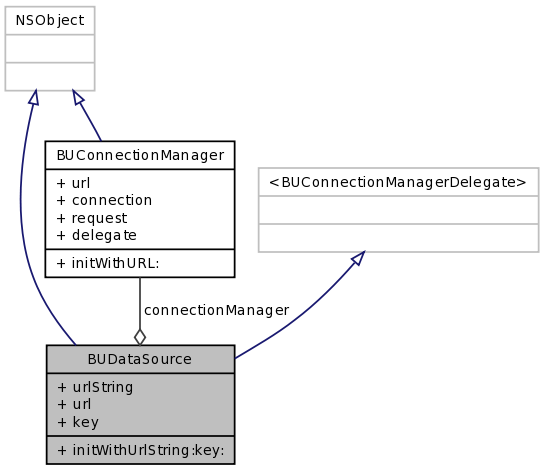 NSObject
BUConnectionManager
+ url
+ connection
+ request
+ delegate
+ initWithURL:
<BUConnectionManagerDelegate>
connectionManager
BUDataSource
+ urlString
+ url
+ key
+ initWithUrlString:key: